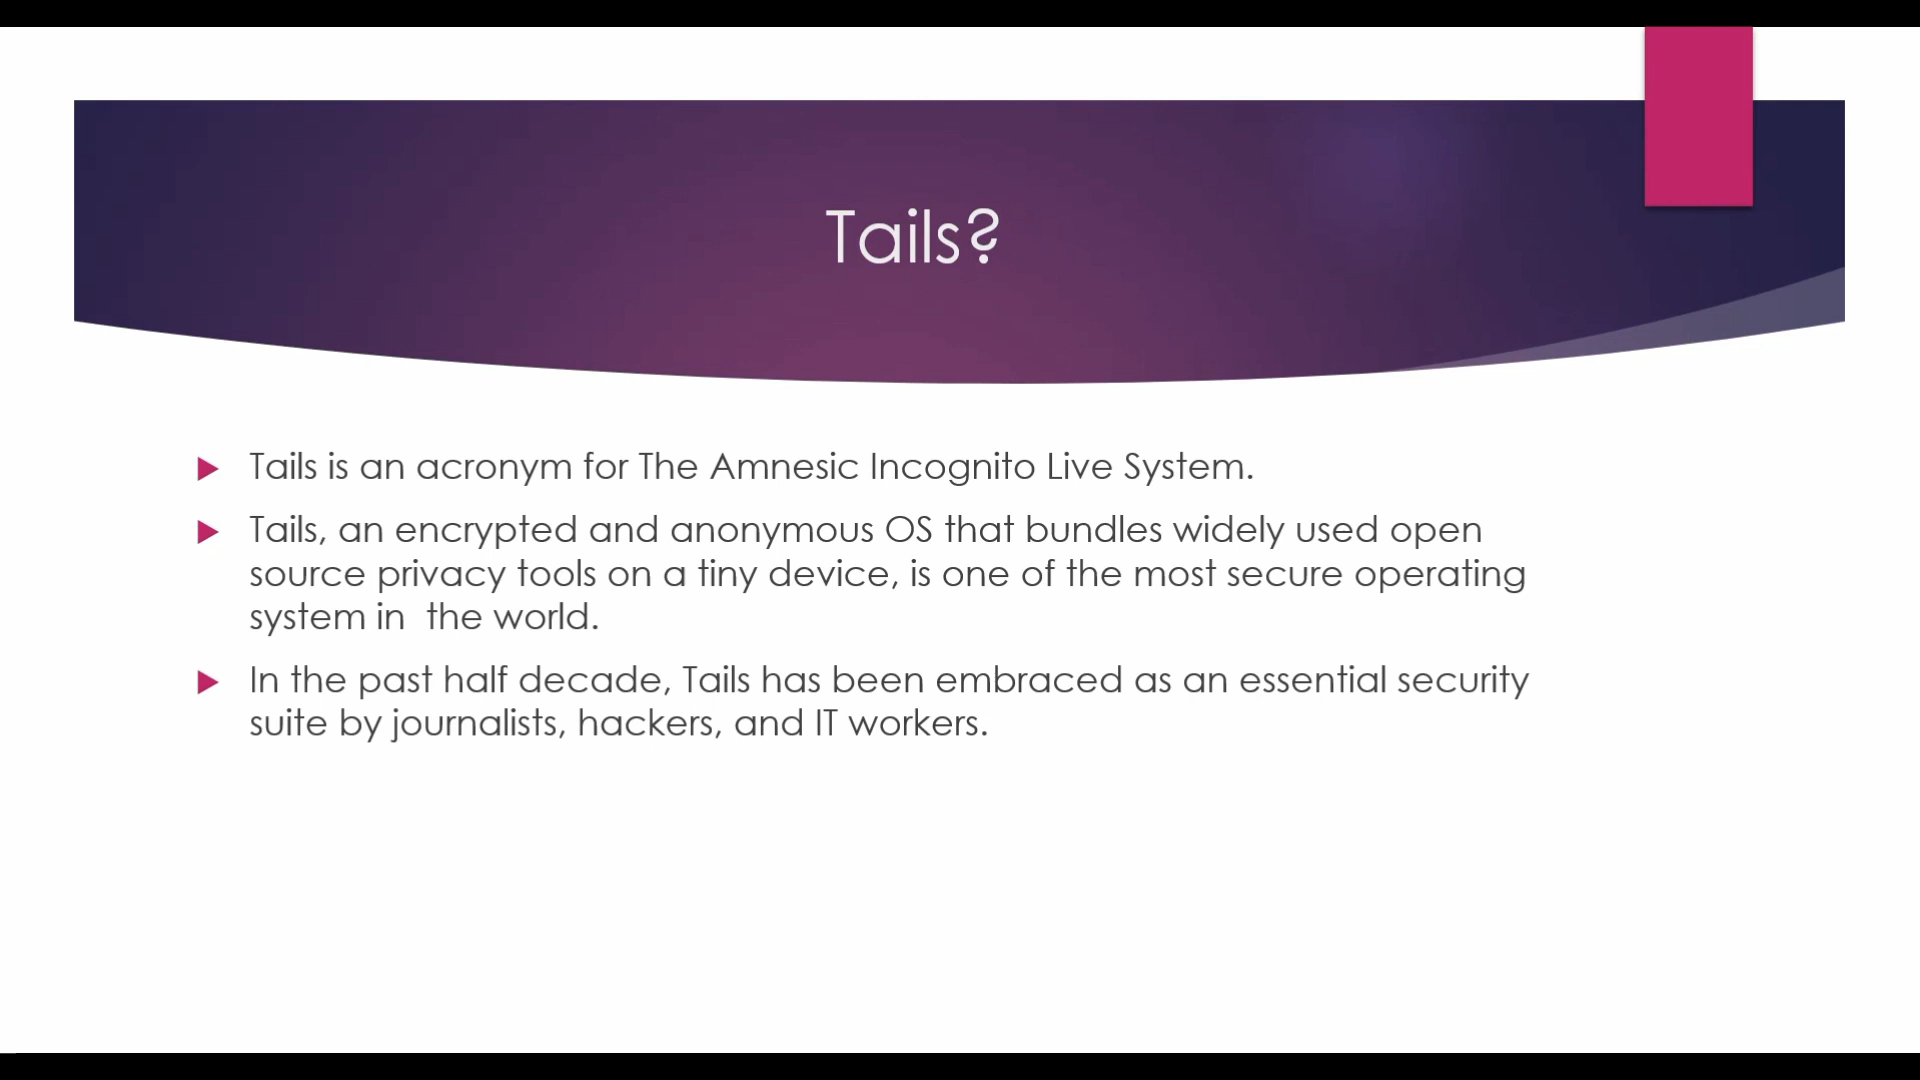 Tails?
Tails is an acronym for The Amnesic Incognito Live System.
Tails, an encrypted and anonymous OS that bundles widely used open
source privacy tools on a tiny device, is one of the most secure operating
system in  the world.
In the past half decade, Tails has been embraced as an essential security
suite by journalists, hackers, and IT workers.